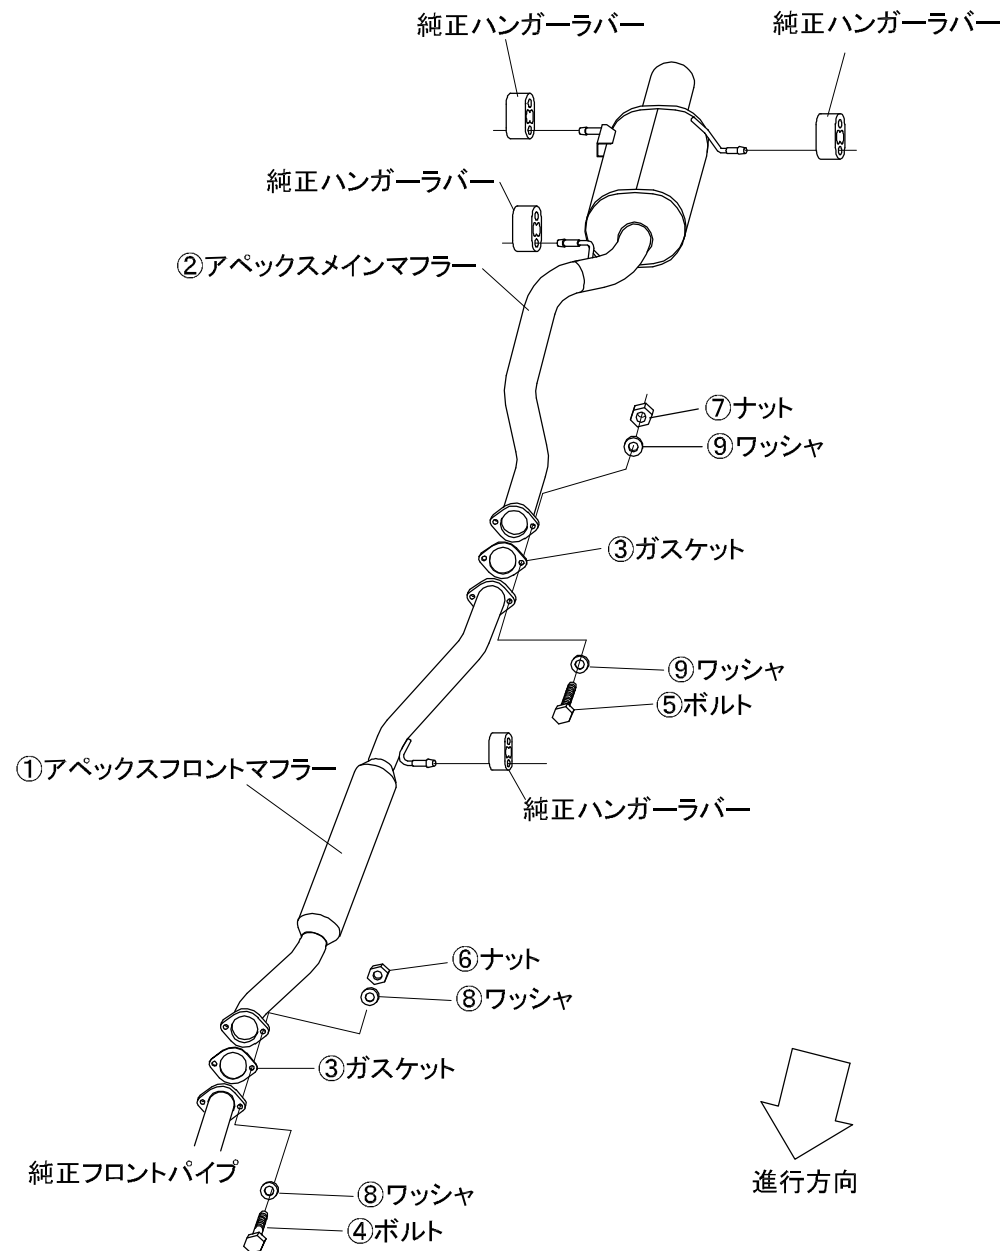 純正ハンガーラバー
純正ハンガーラバー
純正ハンガーラバー
②アペックスメインマフラー
⑦ナット
⑨ワッシャ
③ガスケット
⑨ワッシャ
⑤ボルト
①アペックスフロントマフラー
純正ハンガーラバー
⑥ナット
⑧ワッシャ
③ガスケット
純正フロントパイプ
進行方向
⑧ワッシャ
④ボルト